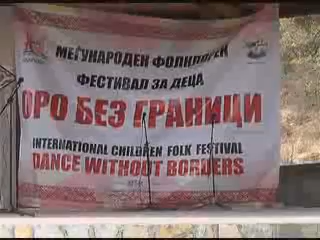 МЕЃУНАРОДЕН ФОЛКЛОРЕН
ФЕСТИВАЛ ЗА ДЕЦА
ОРО БЕЗ ГРАНИЦИ
INTERNATIONAL CHILDREN FOLK FESTIVAL
DANCE WITHOUT BORDERS